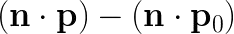 (𝐧 · 𝐩) − (𝐧 · 𝐩₀)